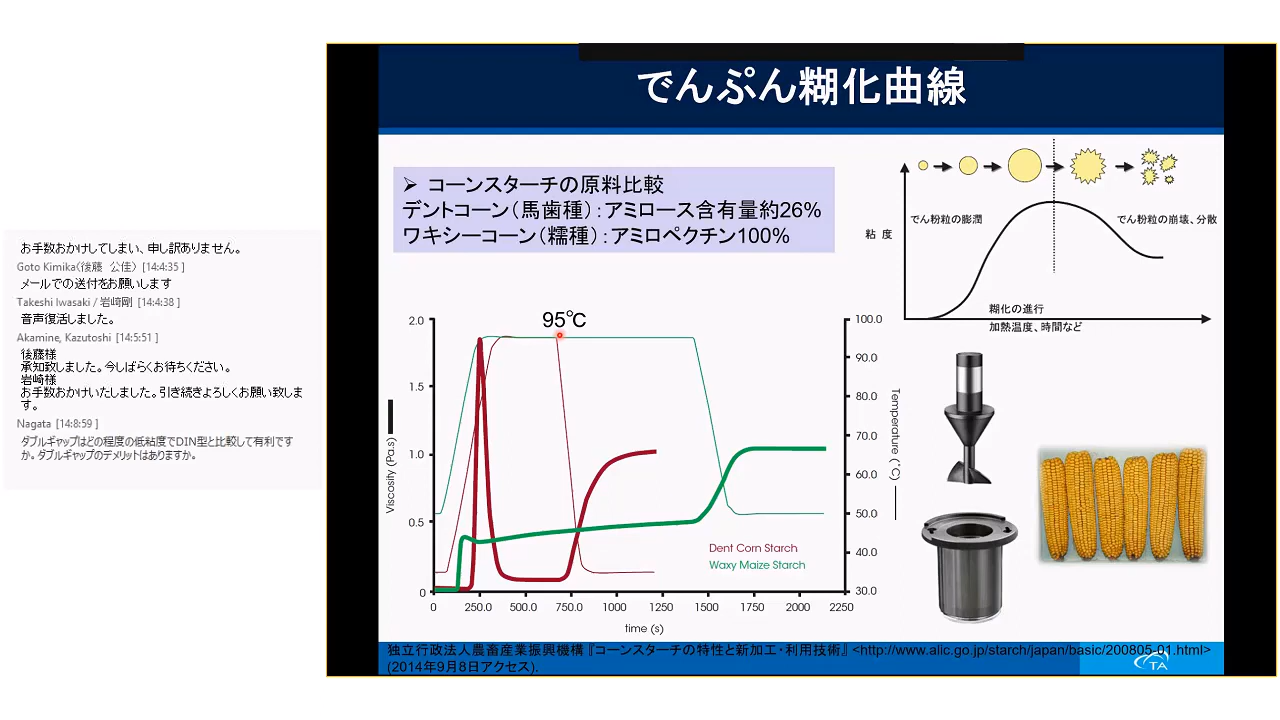 お手数おかけしてしまい、申し訳ありません。
Goto Kimika(後藤 公佳) [14:4:35 ]
メールでの送付をお願いします
Takeshi Iwasaki / 岩﨑剛 [14:4:38 ]
音声復活しました。
Akamine, Kazutoshi [14:5:51 ]
後藤様
承知致しました。今しばらくお待ちください。
岩崎様
お手数おかけいたしました。引き続きよろしくお願い致しま
す。
Nagata [14:8:59 ]
ダブルギャップはどの程度の低粘度でDIN型と比較して有利です
か。ダブルギャップのデメリットはありますか。
でんぷん糊化曲線
➢ コーンスターチの原料比較
デントコーン(馬歯種):アミロース含有量約26%
ワキシーコーン(糯種):アミロペクチン100%
でん粉粒の膨潤
でん粉粒の崩壊、分散
粘 度
糊化の進行
加熱温度、時間など
95℃
2.0
1.5
1.0
0.5
0
Viscosity (Pa.s)
100.0
90.0
80.0
70.0
60.0
50.0
40.0
30.0
Temperature (°C)
Dent Corn Starch
Waxy Maize Starch
0 250.0 500.0 750.0 1000 1250 1500 1750 2000 2250
time (s)
独立行政法人農畜産業振興機構『コーンスターチの特性と新加工・利用技術』 <http://www.alic.go.jp/starch/japan/basic/200805-01.html>
(2014年9月8日アクセス).
TA